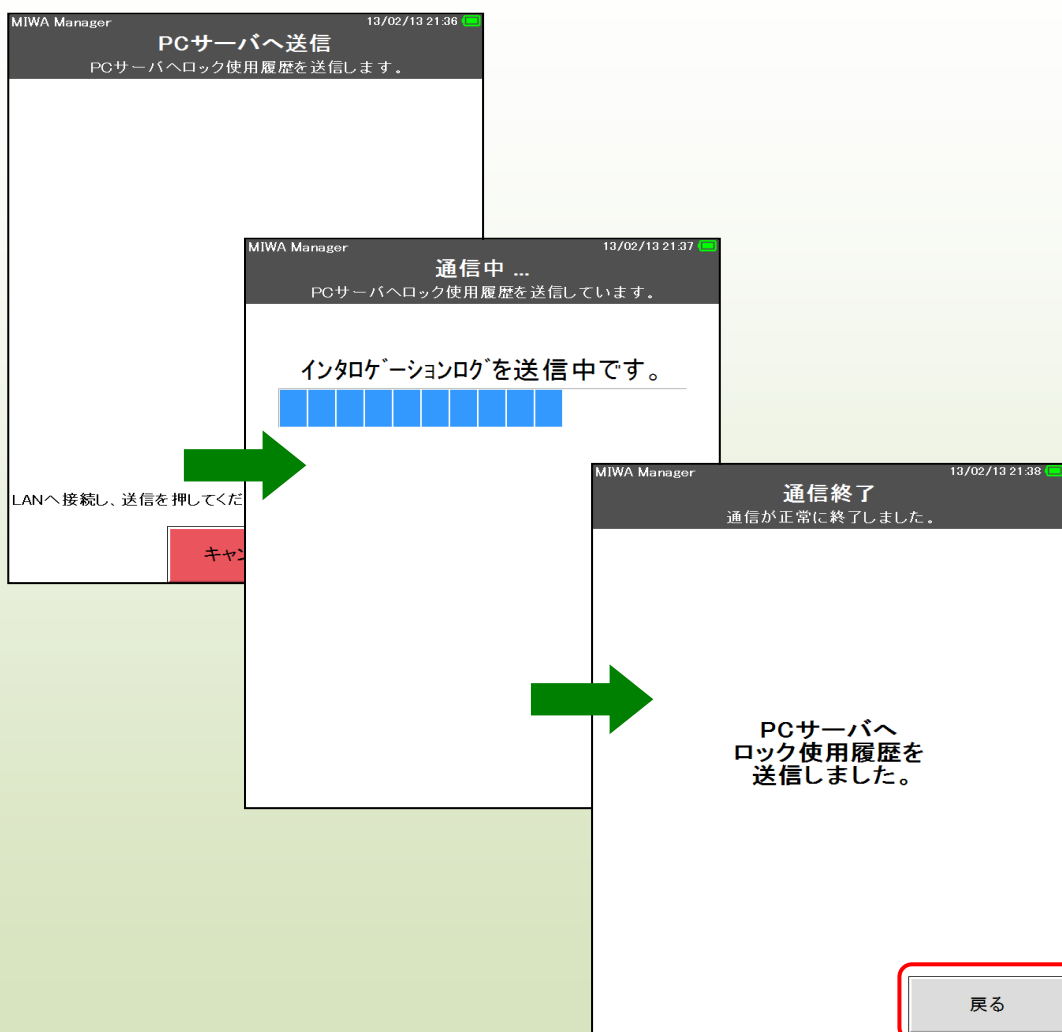 MIWA Manager 13/02/13 21:36
PCサーバへ送信
PCサーバへロック使用履歴を送信します。
LANへ接続し、送信を押してくだ
キャン
MIWA Manager 13/02/13 21:37
通信中 ...
PCサーバへロック使用履歴を送信しています。
インタロゲーションログを送信中です。
MIWA Manager 13/02/13 21:38
通信終了
通信が正常に終了しました。
PCサーバへ
ロック使用履歴を
送信しました。
戻る